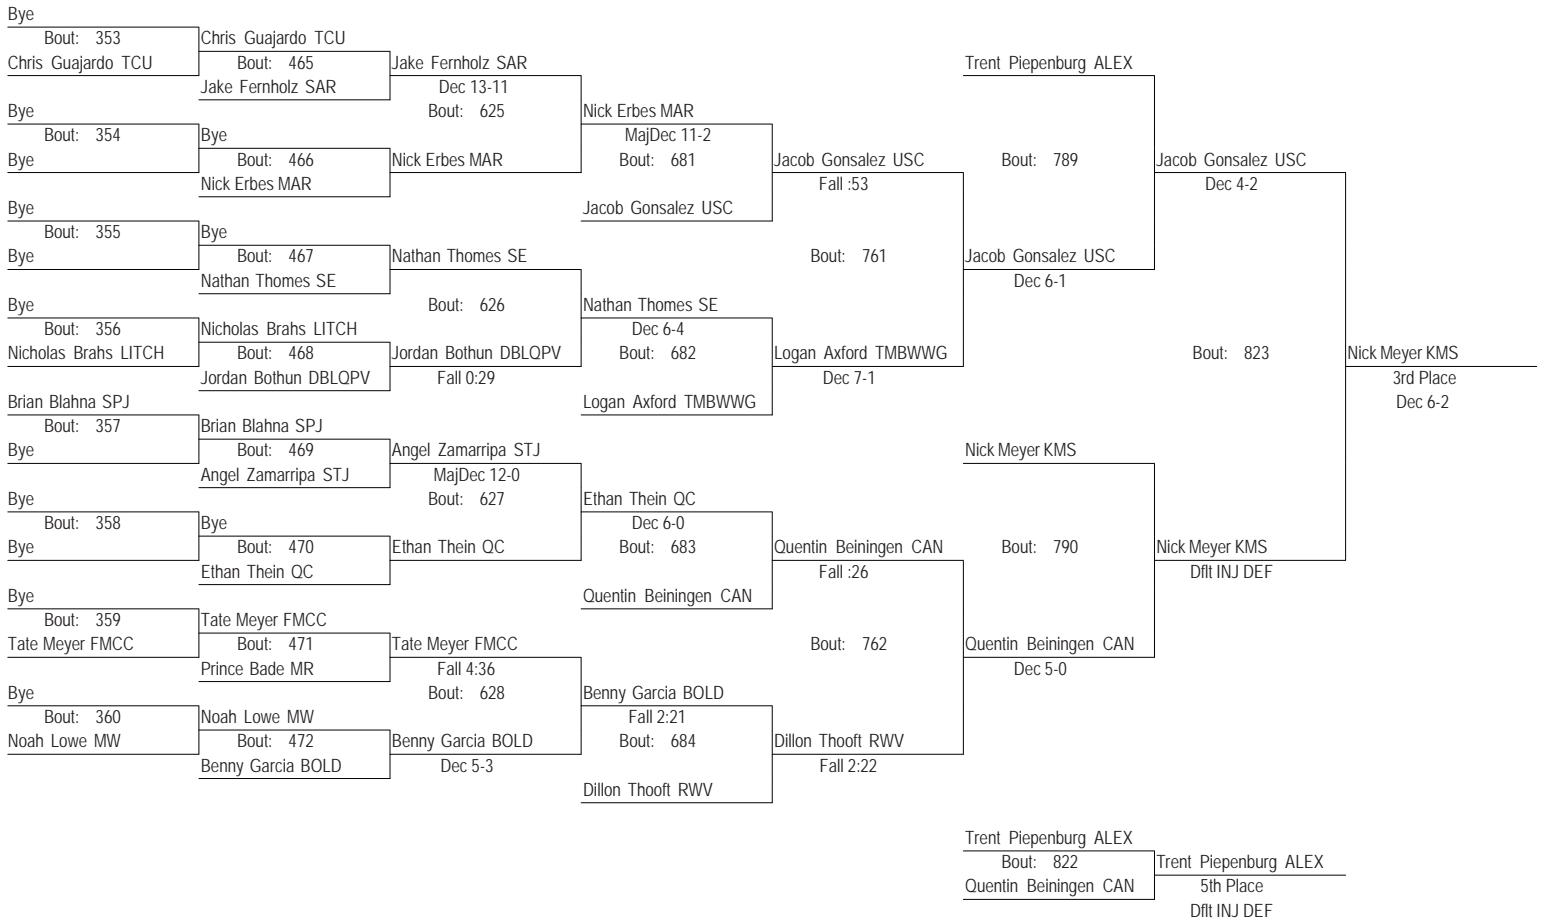 Bye
Bout: 353
Chris Guajardo TCU
Chris Guajardo TCU
Bout: 465
Jake Fernholz SAR
Jake Fernholz SAR
Dec 13-11
Bout: 625
Trent Piepenburg ALEX
Bye
Bout: 354
Bye
Bye
Bout: 466
Nick Erbes MAR
Nick Erbes MAR
Nick Erbes MAR
MajDec 11-2
Bout: 681
Jacob Gonsalez USC
Jacob Gonsalez USC
Fall :53
Bout: 789
Jacob Gonsalez USC
Dec 4-2
Bye
Bout: 355
Bye
Bye
Bout: 467
Nathan Thomes SE
Nathan Thomes SE
Bout: 626
Bout: 761
Jacob Gonsalez USC
Dec 6-1
Bye
Bout: 356
Nicholas Brahs LITCH
Nicholas Brahs LITCH
Bout: 468
Jordan Bothun DBLQPV
Jordan Bothun DBLQPV
Fall 0:29
Nathan Thomes SE
Dec 6-4
Bout: 682
Logan Axford TMBWWG
Logan Axford TMBWWG
Dec 7-1
Bout: 823
Nick Meyer KMS
3rd Place
Dec 6-2
Brian Blahna SPJ
Bout: 357
Bye
Brian Blahna SPJ
Bout: 469
Angel Zamarripa STJ
Angel Zamarripa STJ
MajDec 12-0
Bout: 627
Nick Meyer KMS
Bye
Bout: 358
Bye
Bye
Bout: 470
Ethan Thein QC
Ethan Thein QC
Ethan Thein QC
Dec 6-0
Bout: 683
Quentin Beiningen CAN
Quentin Beiningen CAN
Fall :26
Bout: 790
Nick Meyer KMS
Dflt INJ DEF
Bye
Bout: 359
Tate Meyer FMCC
Tate Meyer FMCC
Bout: 471
Prince Bade MR
Tate Meyer FMCC
Fall 4:36
Bout: 628
Bout: 762
Quentin Beiningen CAN
Dec 5-0
Bye
Bout: 360
Noah Lowe MW
Noah Lowe MW
Bout: 472
Benny Garcia BOLD
Benny Garcia BOLD
Dec 5-3
Benny Garcia BOLD
Fall 2:21
Bout: 684
Dillon Thooft RWV
Dillon Thooft RWV
Fall 2:22
Trent Piepenburg ALEX
Bout: 822
Quentin Beiningen CAN
Trent Piepenburg ALEX
5th Place
Dflt INJ DEF